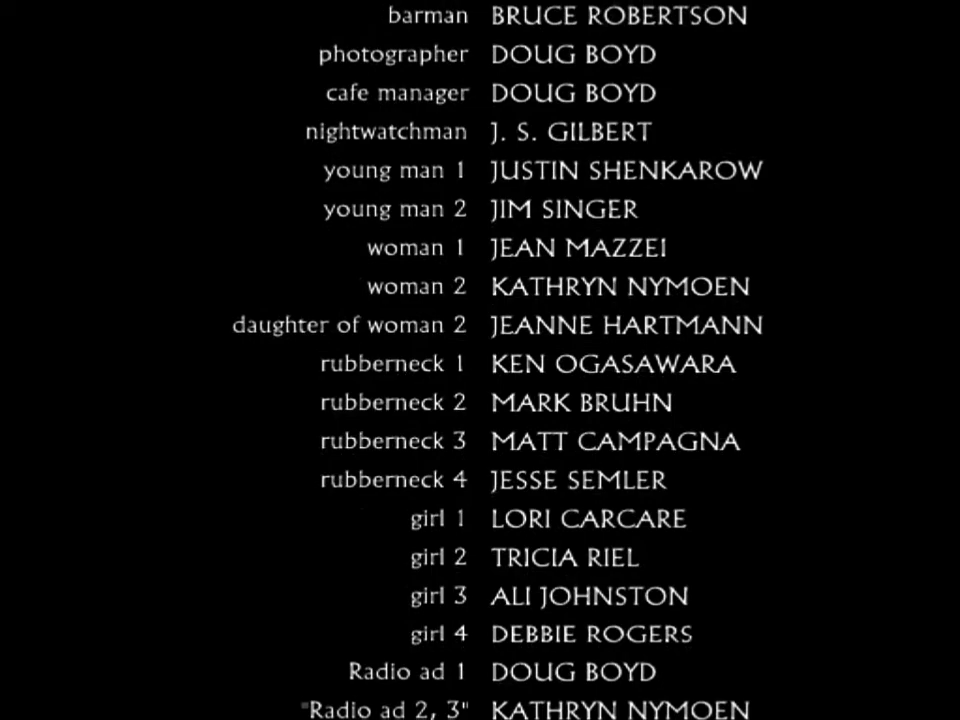 barman BRUCE ROBERTSON
photographer DOUG BOYD
cafe manager DOUG BOYD
nightwatchman J. S. GILBERT
young man 1 JUSTIN SHENKAROW
young man 2 JIM SINGER
woman 1 JEAN MAZZEI
woman 2 KATHRYN NYMOEN
daughter of woman 2 JEANNE HARTMANN
rubberneck 1 KEN OGASAWARA
rubberneck 2 MARK BRUHN
rubberneck 3 MATT CAMPAGNA
rubberneck 4 JESSE SEMLER
girl 1 LORI CARCARE
girl 2 TRICIA RIEL
girl 3 ALI JOHNSTON
girl 4 DEBBIE ROGERS
Radio ad 1 DOUG BOYD
"Radio ad 2, 3" KATHRYN NYMOEN